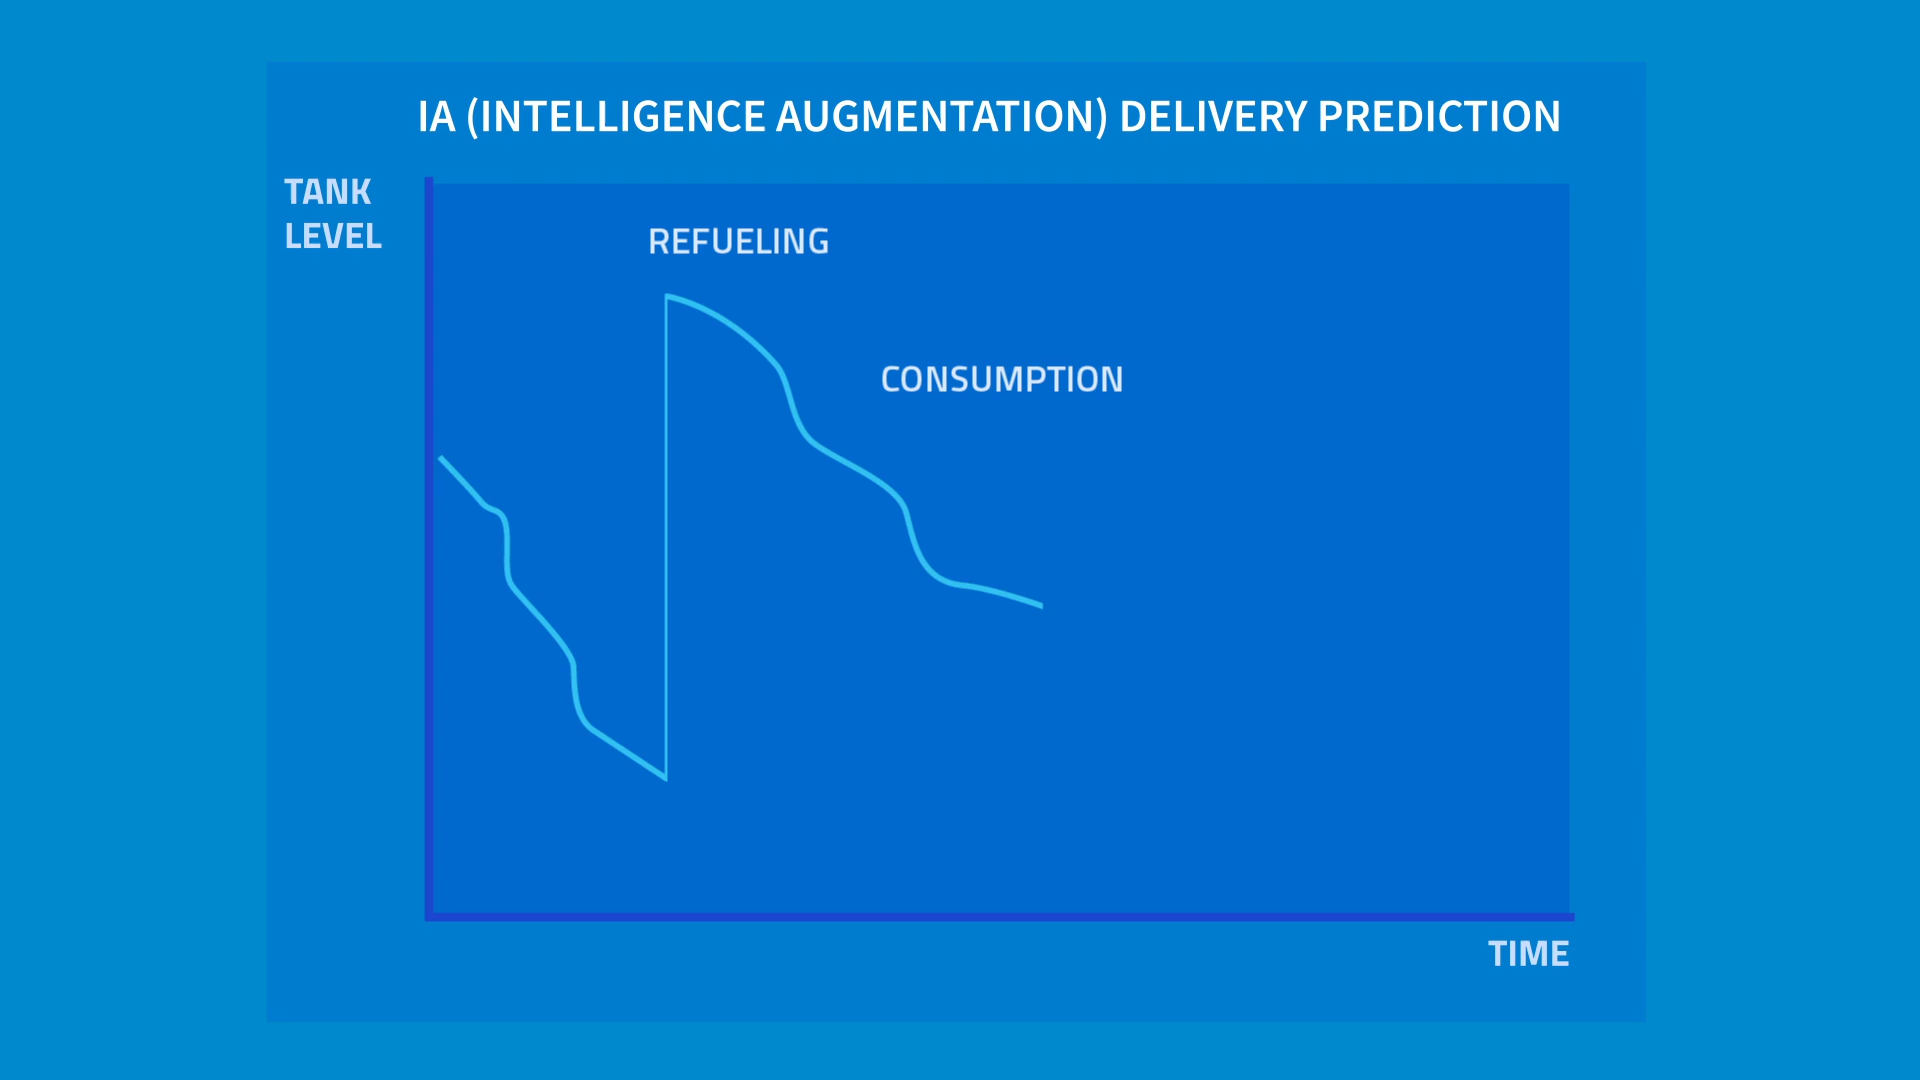 IA (INTELLIGENCE AUGMENTATION) DELIVERY PREDICTION
TANK
LEVEL
REFUELING
CONSUMPTION
TIME